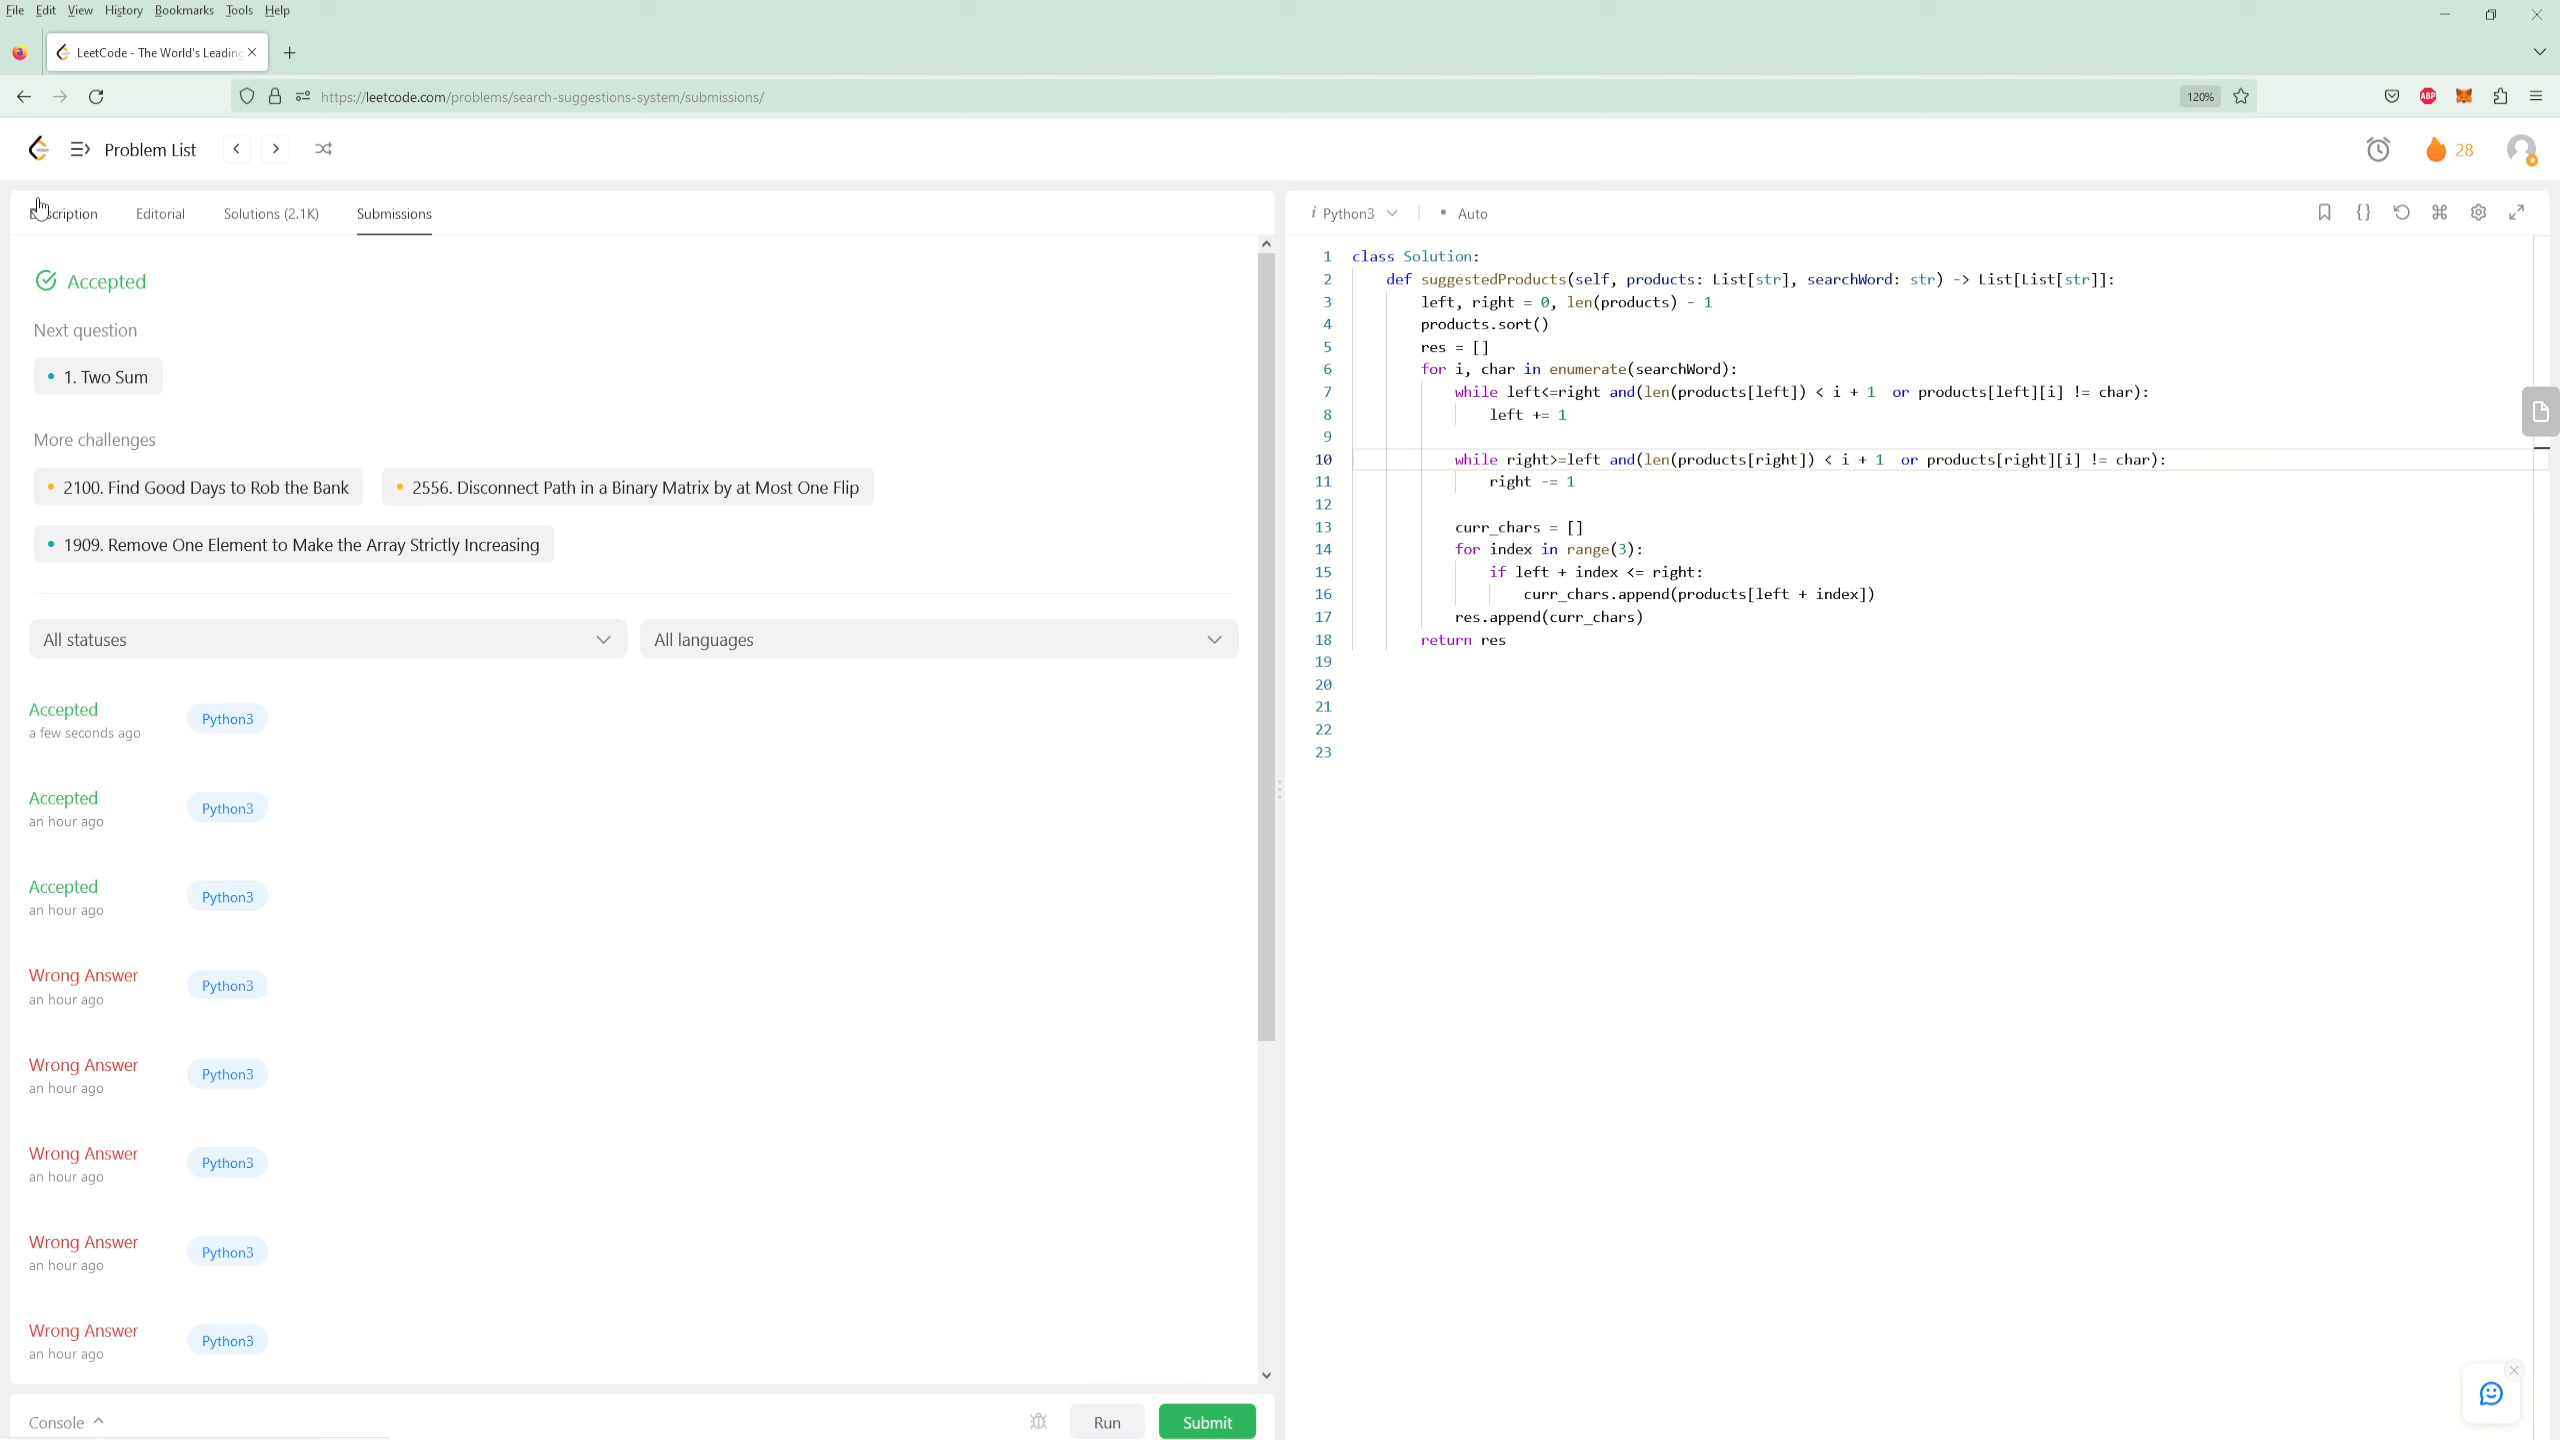 File Edit View History Bookmarks Tools Help
LeetCode - The World's Leading
https://leetcode.com/problems/search-suggestions-system/submissions/
120%
ABP
Problem List
28
Editorial Solutions (2.1K) Submissions
i Python3 • Auto
Accepted
Next question
• 1. Two Sum
More challenges
• 2100. Find Good Days to Rob the Bank • 2556. Disconnect Path in a Binary Matrix by at Most One Flip
• 1909. Remove One Element to Make the Array Strictly Increasing
All statuses All languages
Accepted Python3
a few seconds ago
Accepted Python3
an hour ago
Accepted Python3
an hour ago
Wrong Answer Python3
an hour ago
Wrong Answer Python3
an hour ago
Wrong Answer Python3
an hour ago
Wrong Answer Python3
an hour ago
Wrong Answer Python3
an hour ago
Console Run Submit
1 class Solution:
2 def suggestedProducts(self, products: List[str], searchWord: str) -> List[List[str]]:
3 left, right = 0, len(products) - 1
4 products.sort()
5 res = []
6 for i, char in enumerate(searchWord):
7 while left<=right and(len(products[left]) < i + 1 or products[left][i] != char):
8 left += 1
9
10 while right>=left and(len(products[right]) < i + 1 or products[right][i] != char):
11 right -= 1
12
13 curr_chars = []
14 for index in range(3):
15 if left + index <= right:
16 curr_chars.append(products[left + index])
17 res.append(curr_chars)
18 return res
19
20
21
22
23